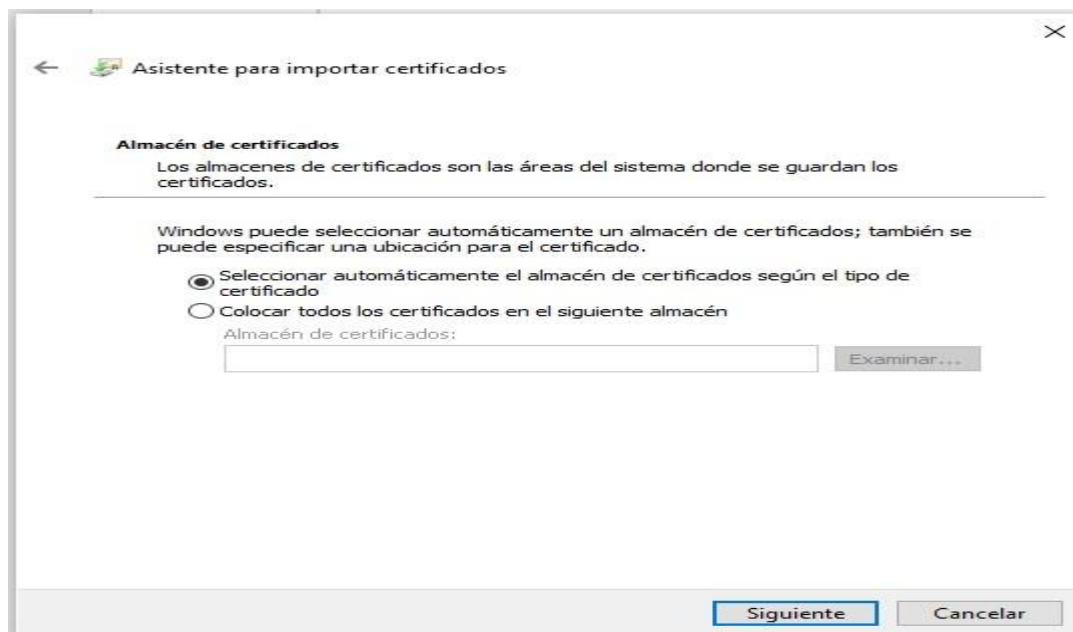 Asistente para importar certificados
Almacén de certificados
Los almacenes de certificados son las áreas del sistema donde se guardan los
certificados.
Windows puede seleccionar automáticamente un almacén de certificados; también se
puede especificar una ubicación para el certificado.
Seleccionar automáticamente el almacén de certificados según el tipo de
certificado
Colocar todos los certificados en el siguiente almacén
Almacén de certificados:
Examinar...
Siguiente Cancelar